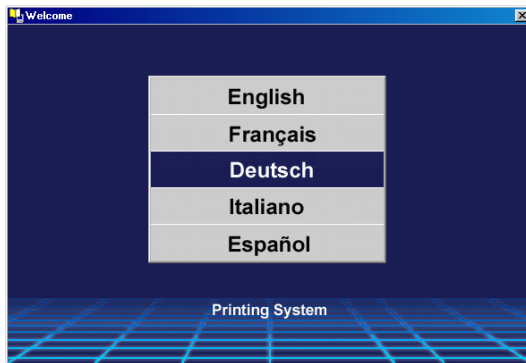 Welcome
English
Français
Deutsch
Italiano
Español
Printing System